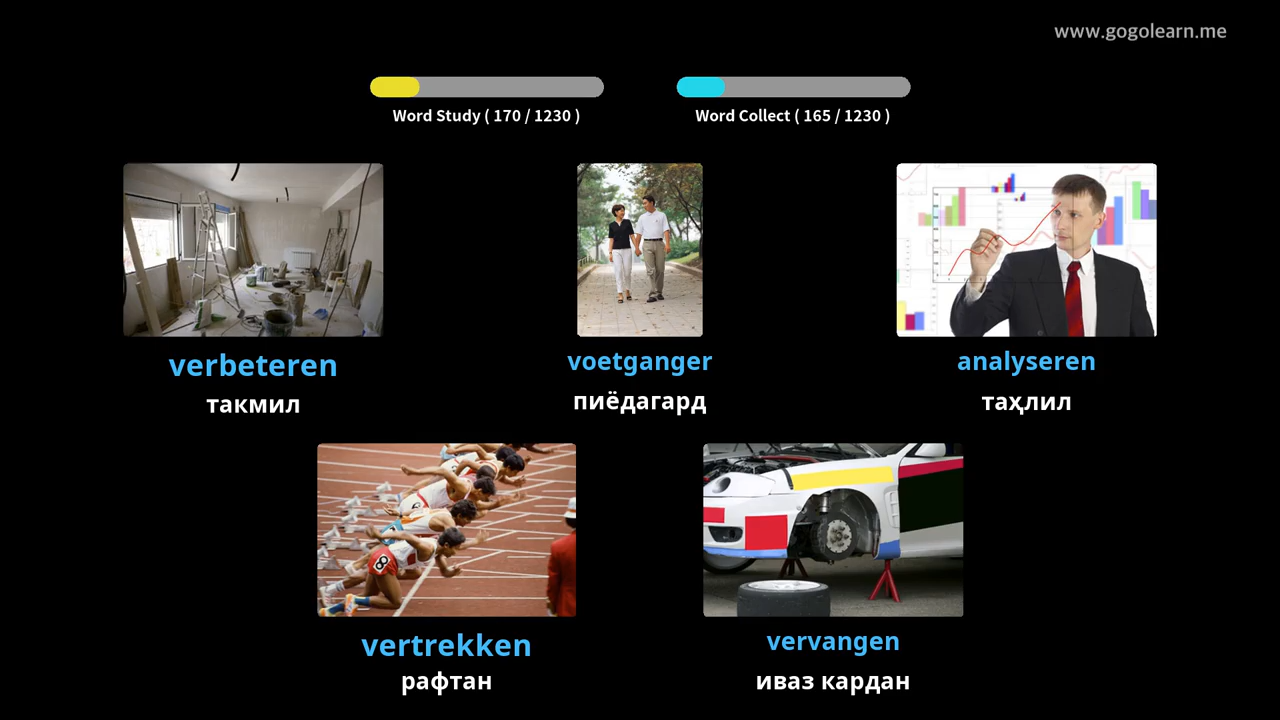 www.gogolearn.me
Word Study ( 170 / 1230 )
Word Collect ( 165 / 1230 )
verbeteren
такмил
voetganger
пиёдагард
analyseren
таҳлил
vertrekken
рафтан
vervangen
иваз кардан